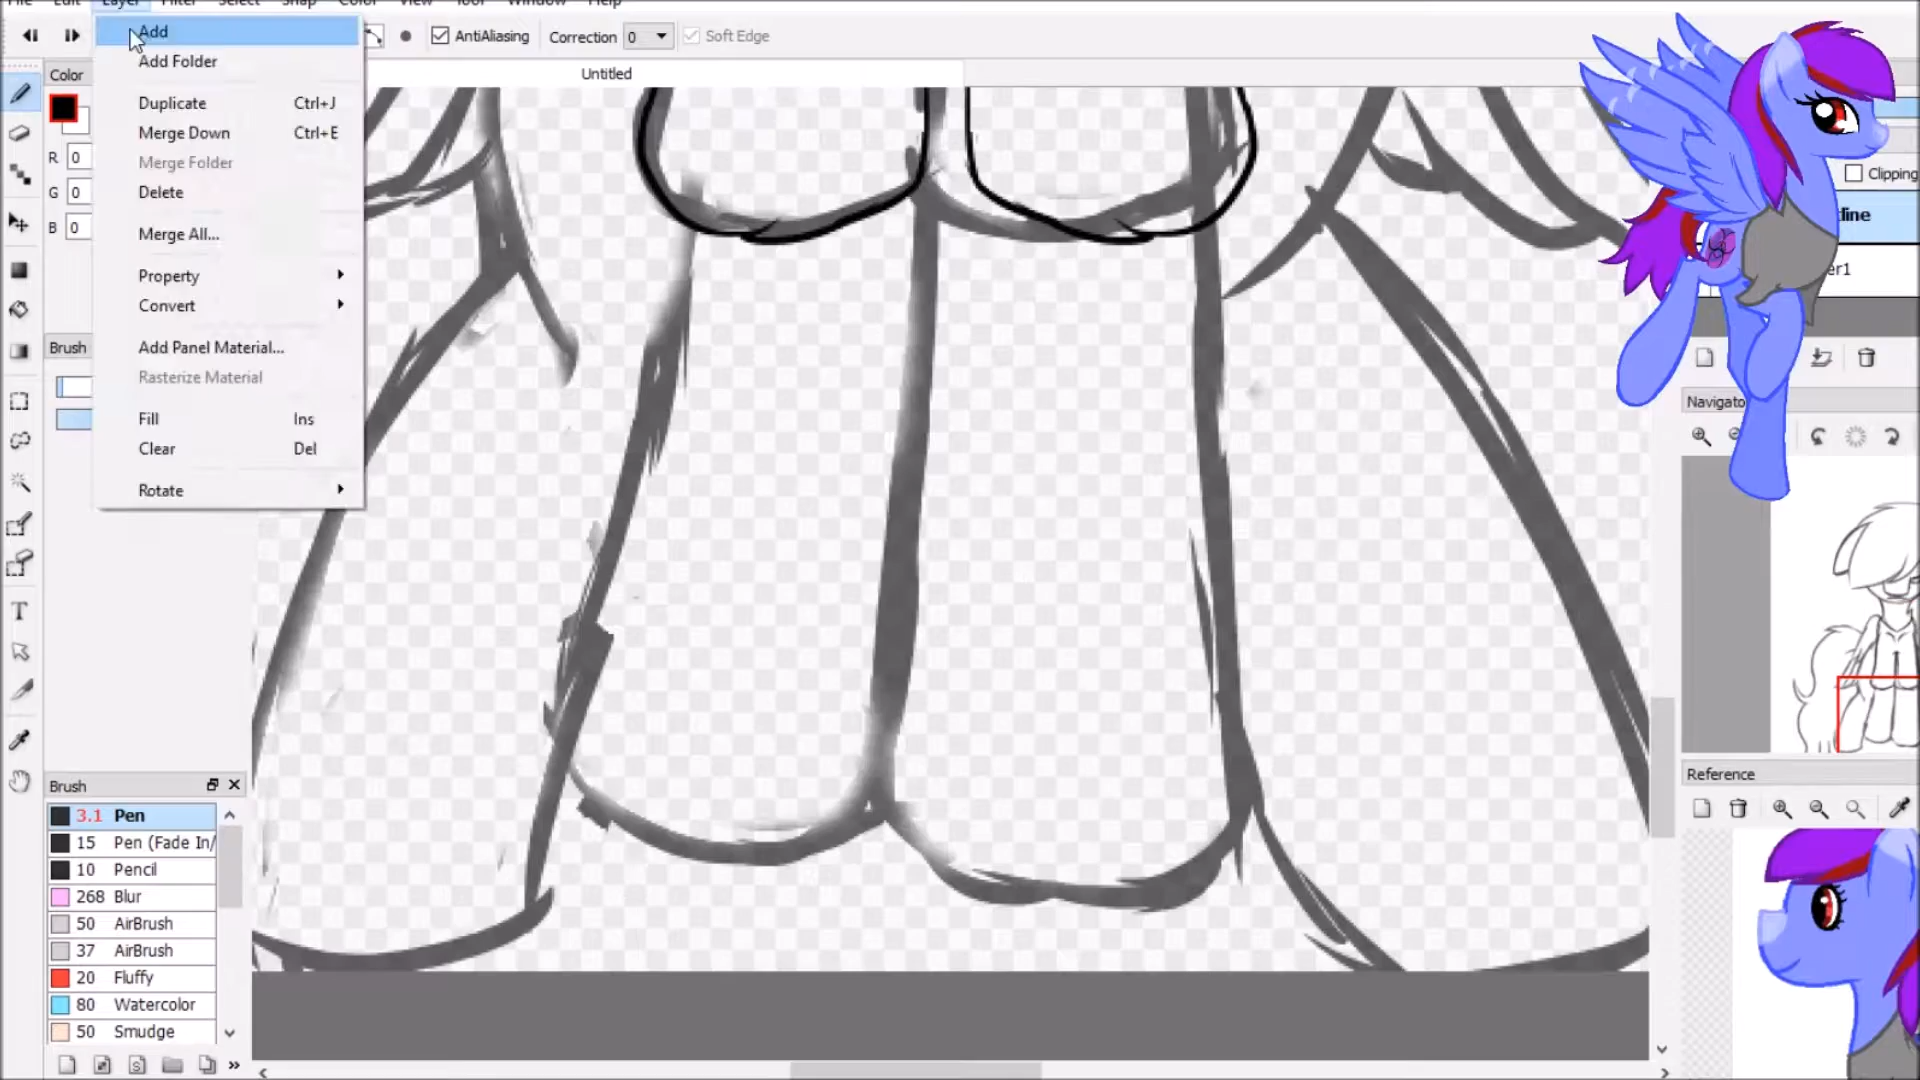 File Edit Layer Filter Select Snap Color View Tool Window Help
AntiAliasing Correction 0 Soft Edge
Untitled
Add
Add Folder
Duplicate Ctrl+J
Merge Down Ctrl+E
Merge Folder
Delete
Merge All...
Property
Convert
Add Panel Material...
Rasterize Material
Fill Ins
Clear Del
Rotate
Color
R 0
G 0
B 0
Brush
T
Brush
3.1 Pen
15 Pen (Fade In/
10 Pencil
268 Blur
50 AirBrush
37 AirBrush
20 Fluffy
80 Watercolor
50 Smudge
Clipping
line
er1
Navigato
Reference